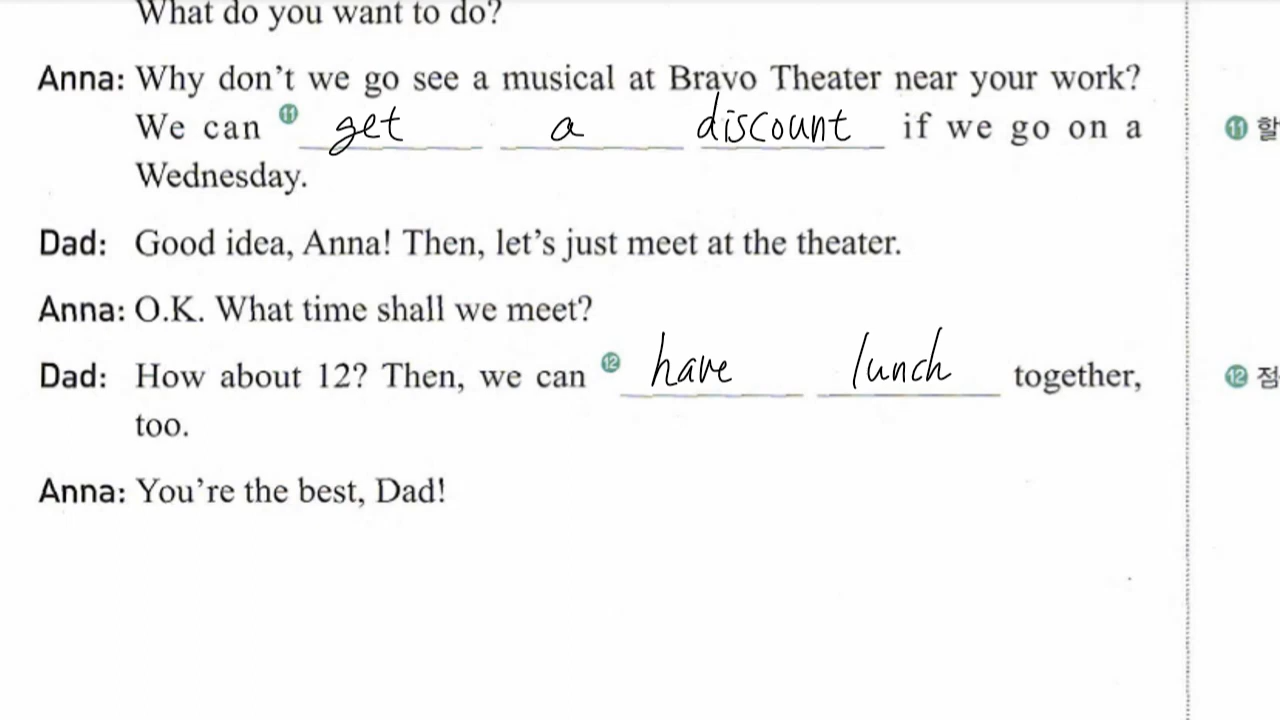 What do you want to do?
Anna: Why don't we go see a musical at Bravo Theater near your work?
We can ⑪ get a discount if we go on a ⑪ 할
Wednesday.
Dad: Good idea, Anna! Then, let's just meet at the theater.
Anna: O.K. What time shall we meet?
Dad: How about 12? Then, we can ⑫ have lunch together, ⑫ 점
too.
Anna: You're the best, Dad!